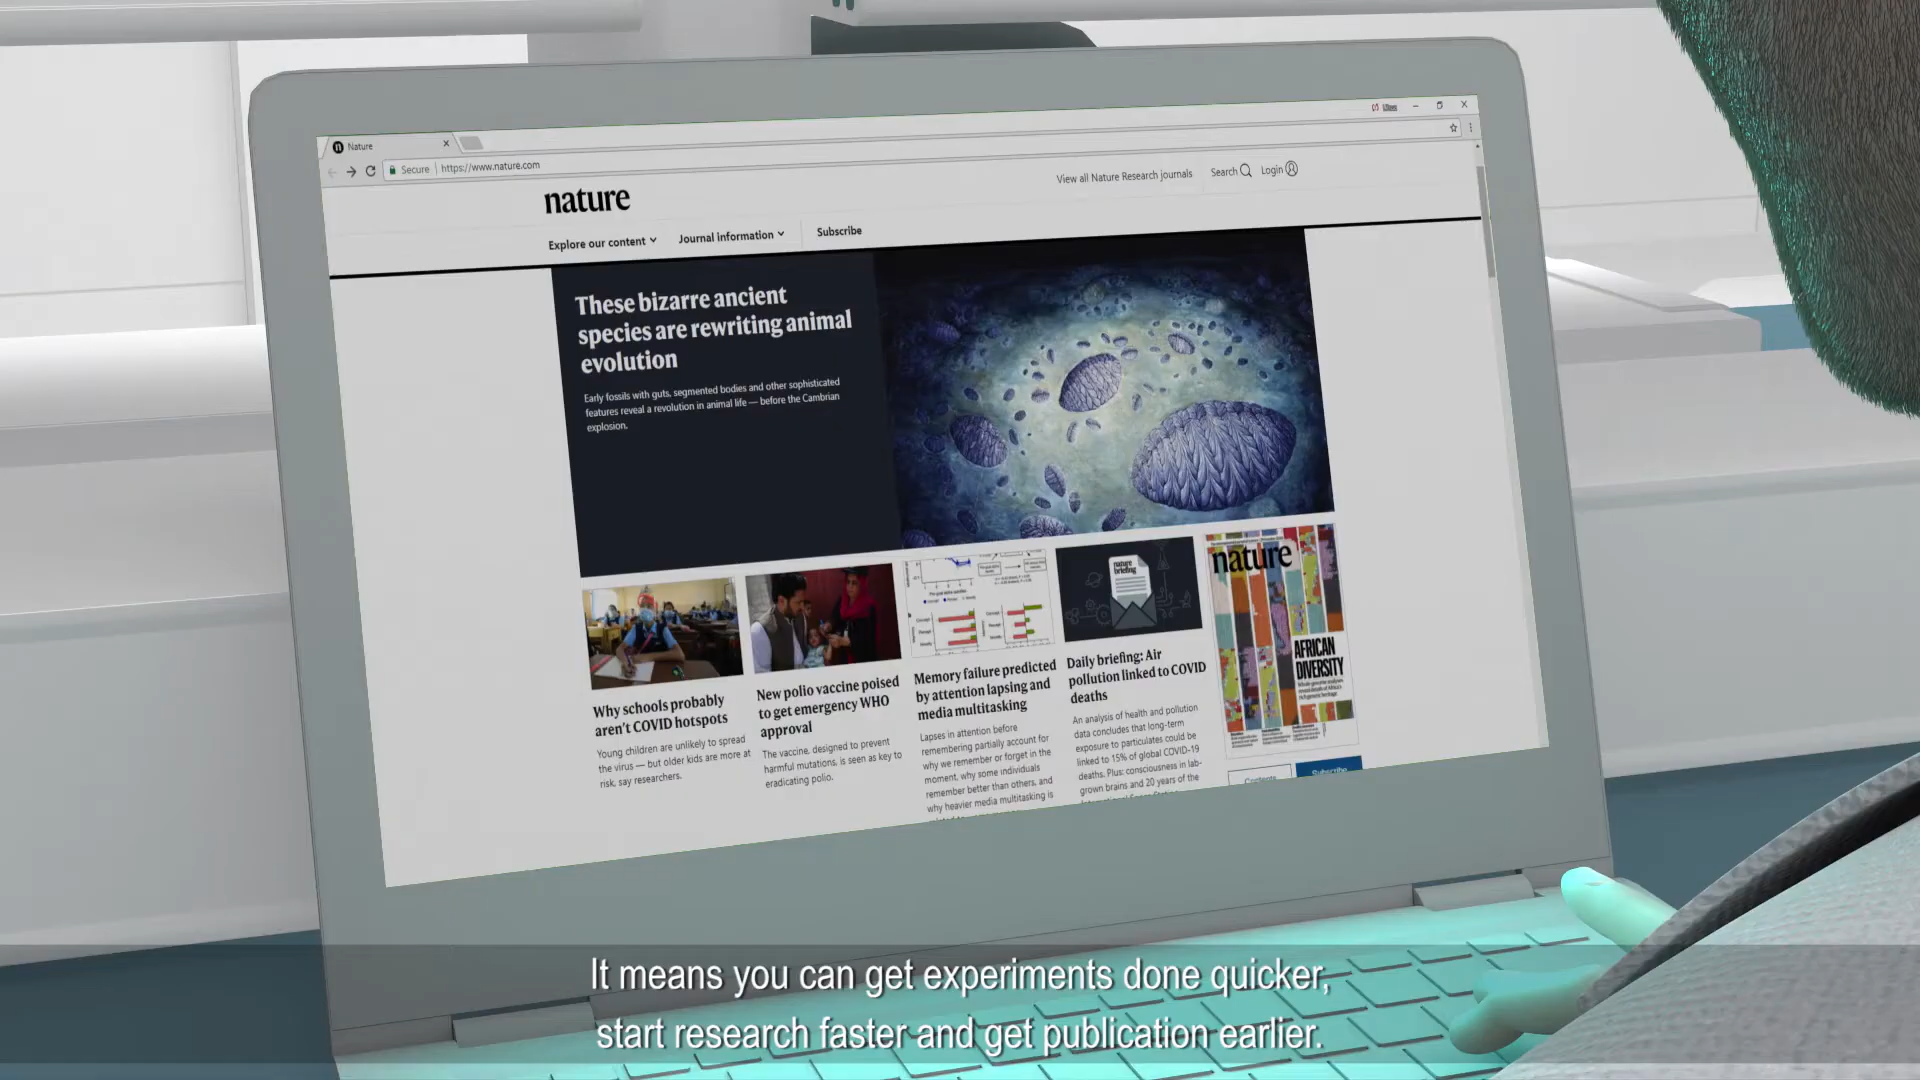 Nature
Secure
https://www.nature.com
nature
View all Nature Research journals
Search
Login
Explore our content
Journal information
Subscribe
These bizarre ancient
species are rewriting animal
evolution
Early fossils with guts, segmented bodies and other sophisticated
features reveal a revolution in animal life — before the Cambrian
explosion.
Why schools probably
aren't COVID hotspots
Young children are unlikely to spread
the virus — but older kids are more at
risk, say researchers.
New polio vaccine poised
to get emergency WHO
approval
The vaccine, designed to prevent
harmful mutations, is seen as key to
eradicating polio.
Memory failure predicted
by attention lapsing and
media multitasking
Lapses in attention before
remembering partially account for
why we remember or forget in the
moment, why some individuals
remember better than others, and
why heavier media multitasking is
nature
briefing
Daily briefing: Air
pollution linked to COVID
deaths
An analysis of health and pollution
data concludes that long-term
exposure to particulates could be
linked to 15% of global COVID-19
deaths. Plus: consciousness in lab-
grown brains and 20 years of the
nature
AFRICAN
DIVERSITY
Subscribe
It means you can get experiments done quicker,
start research faster and get publication earlier.